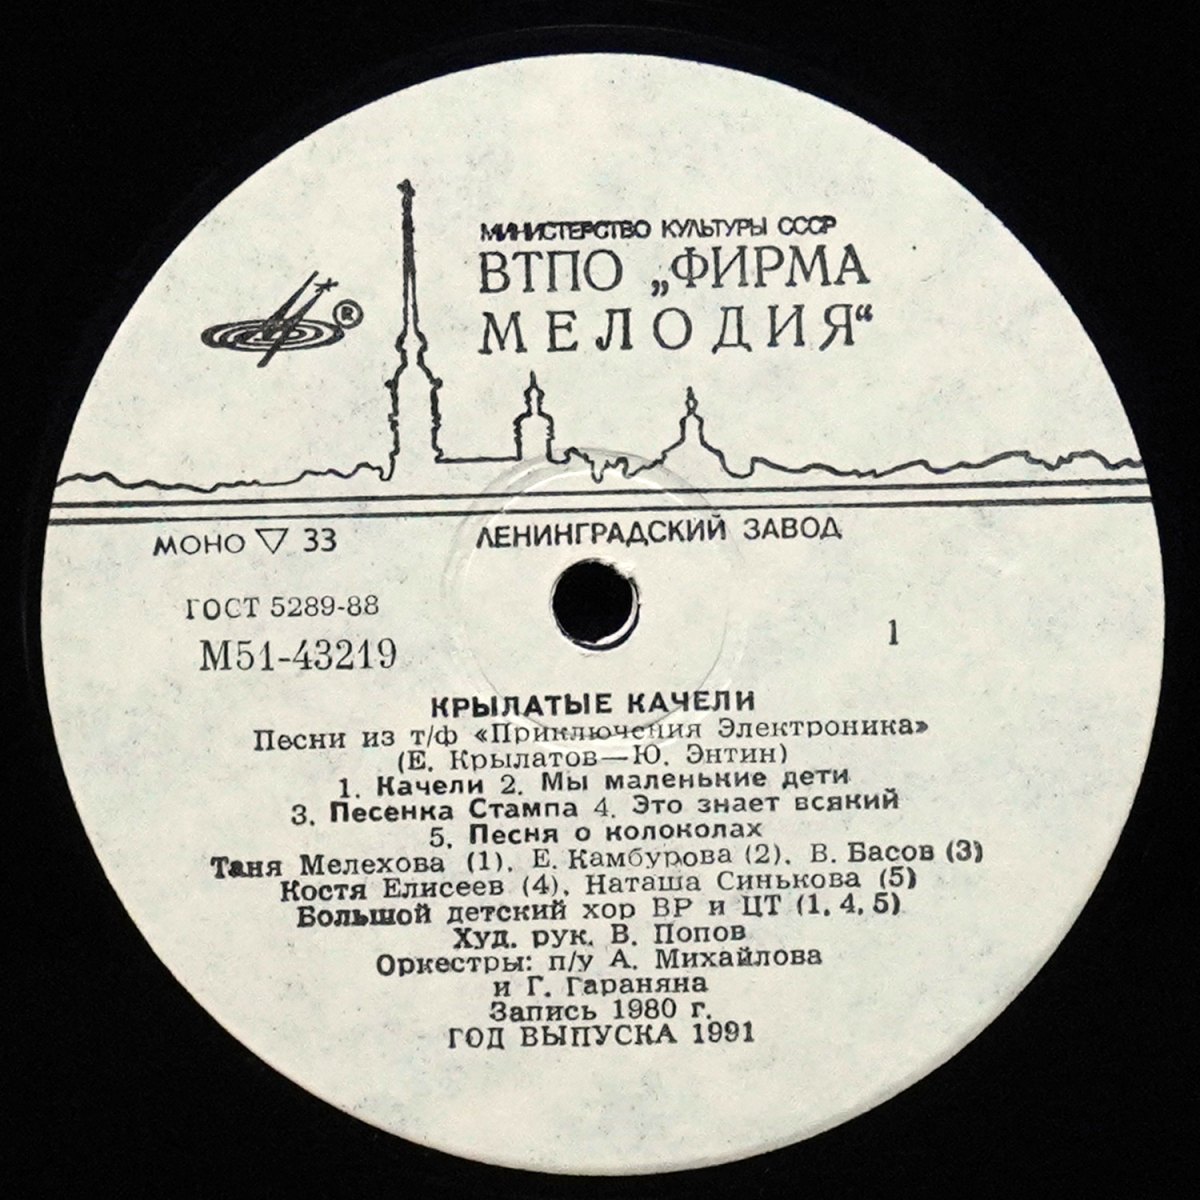 МИНИСТЕРСТВО КУЛЬТУРЫ СССР
ВТПО „ФИРМА
МЕЛОДИЯ“
®
МОНО ▽ 33
ЛЕНИНГРАДСКИЙ ЗАВОД
ГОСТ 5289-88
М51-43219
1
КРЫЛАТЫЕ КАЧЕЛИ
Песни из т/ф «Приключения Электроника»
(Е. Крылатов—Ю. Энтин)
1. Качели 2. Мы маленькие дети
3. Песенка Стампа 4. Это знает всякий
5. Песня о колоколах
Таня Мелехова (1), Е. Камбурова (2), В. Басов (3)
Костя Елисеев (4), Наташа Синькова (5)
Большой детский хор ВР и ЦТ (1, 4, 5)
Худ. рук. В. Попов
Оркестры: п/у А. Михайлова
и Г. Гараняна
Запись 1980 г.
ГОД ВЫПУСКА 1991